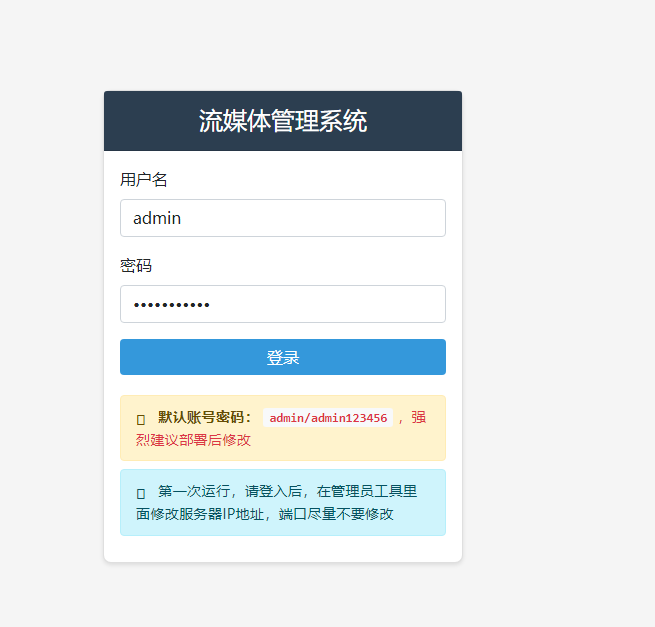 流媒体管理系统
用户名
admin
密码
•••••••••••
登录
默认账号密码： admin/admin123456 ，强
烈建议部署后修改
第一次运行，请登入后，在管理员工具里
面修改服务器IP地址，端口尽量不要修改